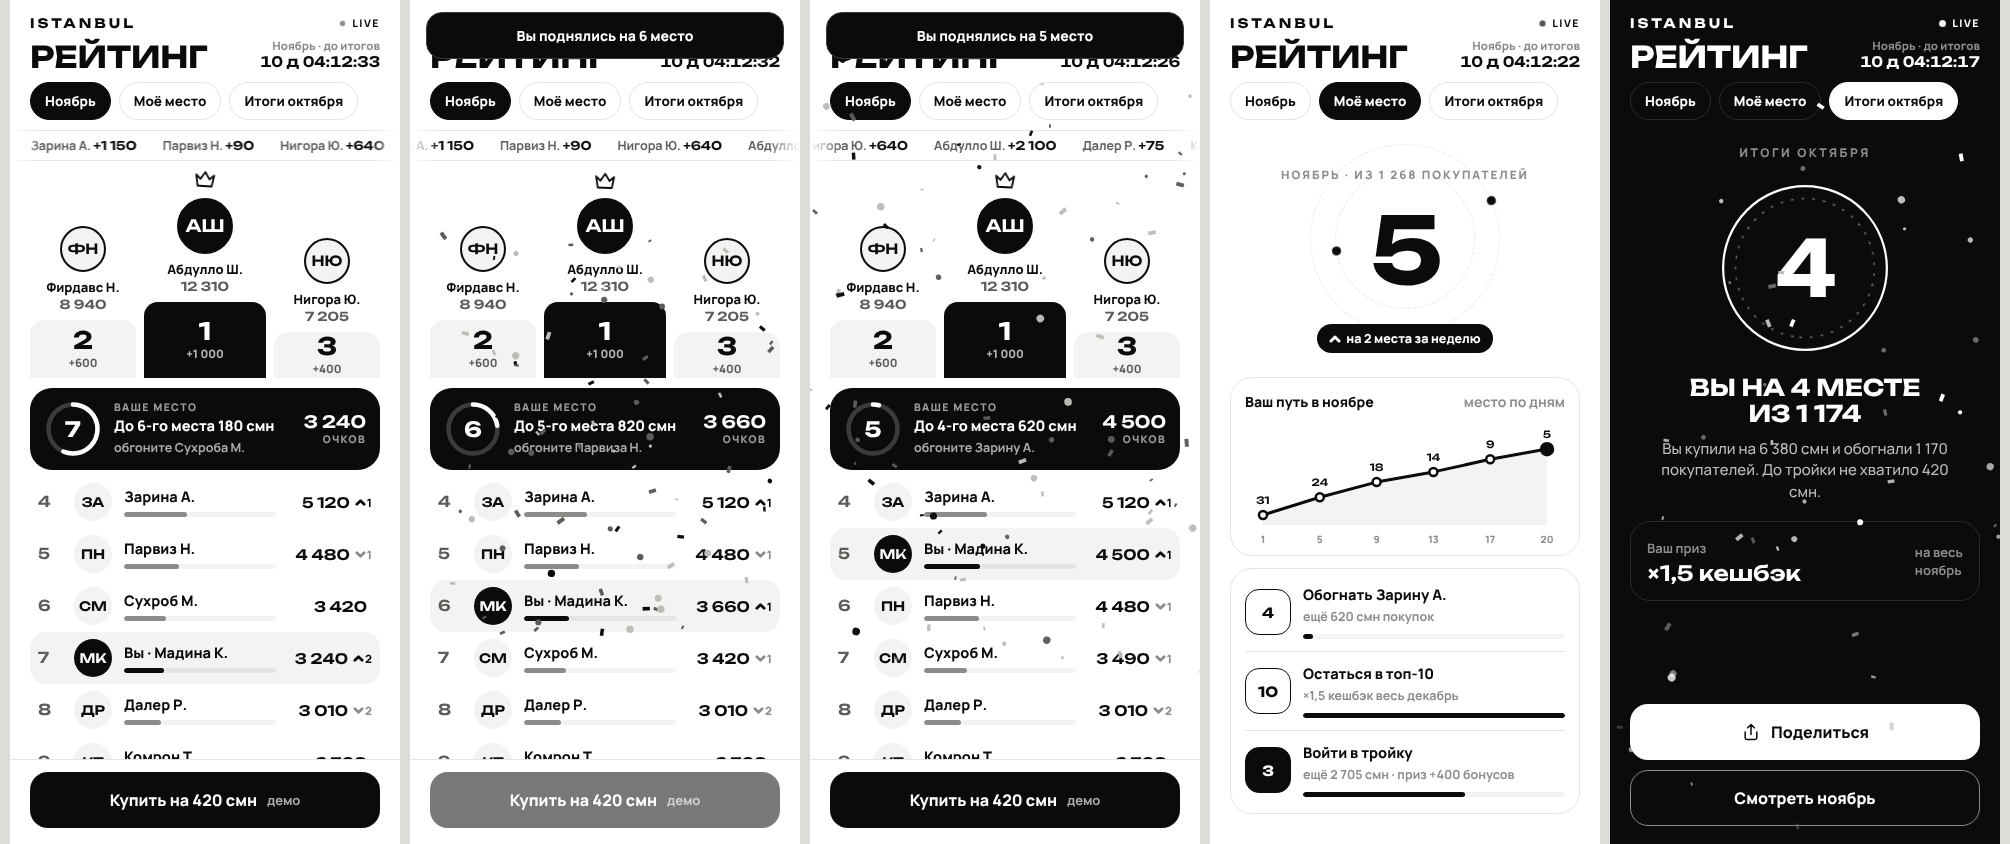 ISTANBUL
LIVE
РЕЙТИНГ
Ноябрь · до итогов
10 д 04:12:33
Ноябрь
Моё место
Итоги октября
Зарина А. +1 150 Парвиз Н. +90 Нигора Ю. +640
АШ
ФН
НЮ
Абдулло Ш.
12 310
Фирдавс Н.
8 940
Нигора Ю.
7 205
1
+1 000
2
+600
3
+400
7
ВАШЕ МЕСТО
До 6-го места 180 смн
обгоните Сухроба М.
3 240
ОЧКОВ
4 ЗА Зарина А. 5 120 1
5 ПН Парвиз Н. 4 480 1
6 СМ Сухроб М. 3 420
7 МК Вы · Мадина К. 3 240 2
8 ДР Далер Р. 3 010 2
Купить на 420 смн демо
Вы поднялись на 6 место
РЕЙТИНГ
10 д 04:12:32
Ноябрь
Моё место
Итоги октября
А. +1 150 Парвиз Н. +90 Нигора Ю. +640 Абдулло
АШ
ФН
НЮ
Абдулло Ш.
12 310
Фирдавс Н.
8 940
Нигора Ю.
7 205
1
+1 000
2
+600
3
+400
6
ВАШЕ МЕСТО
До 5-го места 820 смн
обгоните Парвиза Н.
3 660
ОЧКОВ
4 ЗА Зарина А. 5 120 1
5 ПН Парвиз Н. 4 480 1
6 МК Вы · Мадина К. 3 660 1
7 СМ Сухроб М. 3 420 1
8 ДР Далер Р. 3 010 2
Купить на 420 смн демо
Вы поднялись на 5 место
РЕЙТИНГ
10 д 04:12:26
Ноябрь
Моё место
Итоги октября
игора Ю. +640 Абдулло Ш. +2 100 Далер Р. +75
АШ
ФН
НЮ
Абдулло Ш.
12 310
Фирдавс Н.
8 940
Нигора Ю.
7 205
1
+1 000
2
+600
3
+400
5
ВАШЕ МЕСТО
До 4-го места 620 смн
обгоните Зарину А.
4 500
ОЧКОВ
4 ЗА Зарина А. 5 120 1
5 МК Вы · Мадина К. 4 500 1
6 ПН Парвиз Н. 4 480 1
7 СМ Сухроб М. 3 490 1
8 ДР Далер Р. 3 010 2
Купить на 420 смн демо
ISTANBUL
LIVE
РЕЙТИНГ
Ноябрь · до итогов
10 д 04:12:22
Ноябрь
Моё место
Итоги октября
НОЯБРЬ · ИЗ 1 268 ПОКУПАТЕЛЕЙ
5
на 2 места за неделю
Ваш путь в ноябре
место по дням
31 24 18 14 9 5
1 5 9 13 17 20
4
Обогнать Зарину А.
ещё 620 смн покупок
10
Остаться в топ-10
×1,5 кешбэк весь декабрь
3
Войти в тройку
ещё 2 705 смн · приз +400 бонусов
ISTANBUL
LIVE
РЕЙТИНГ
Ноябрь · до итогов
10 д 04:12:17
Ноябрь
Моё место
Итоги октября
ИТОГИ ОКТЯБРЯ
4
ВЫ НА 4 МЕСТЕ
ИЗ 1 174
Вы купили на 6 380 смн и обогнали 1 170
покупателей. До тройки не хватило 420
смн.
Ваш приз
×1,5 кешбэк
на весь
ноябрь
Поделиться
Смотреть ноябрь